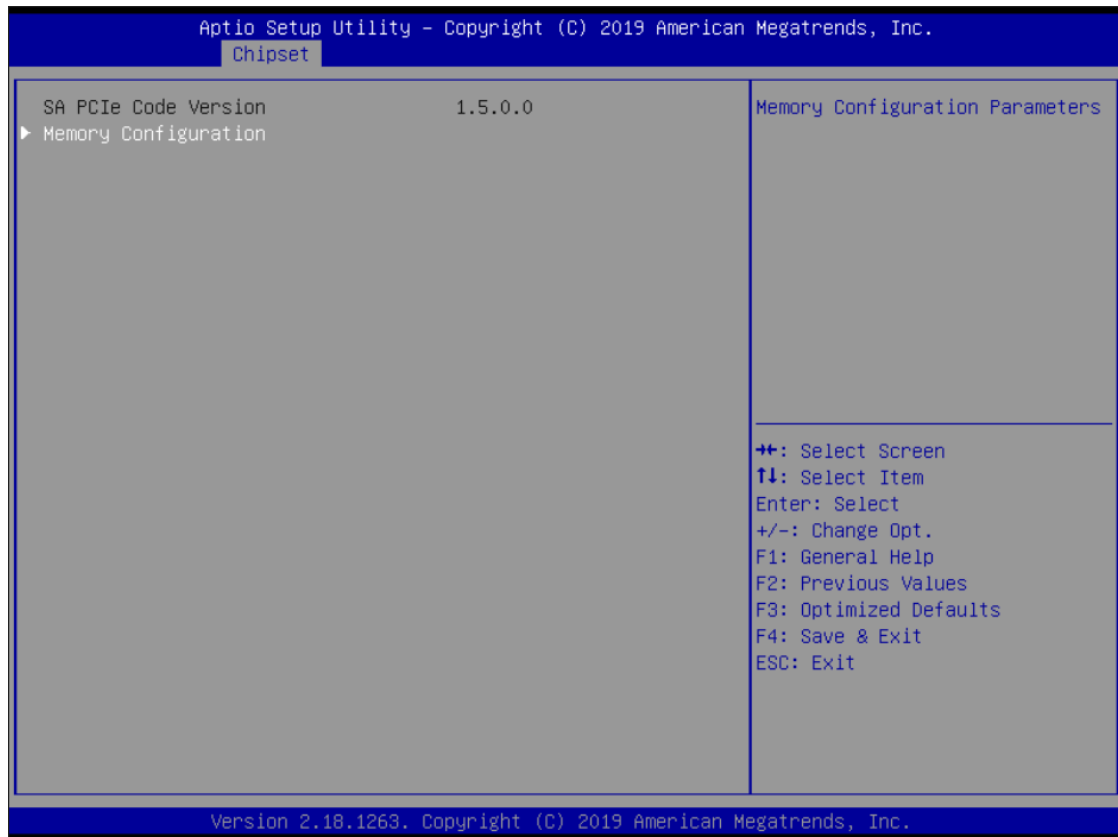 Aptio Setup Utility – Copyright (C) 2019 American Megatrends, Inc.
Chipset
SA PCIe Code Version 1.5.0.0
Memory Configuration
Memory Configuration Parameters
→←: Select Screen
↑↓: Select Item
Enter: Select
+/-: Change Opt.
F1: General Help
F2: Previous Values
F3: Optimized Defaults
F4: Save & Exit
ESC: Exit
Version 2.18.1263. Copyright (C) 2019 American Megatrends, Inc.